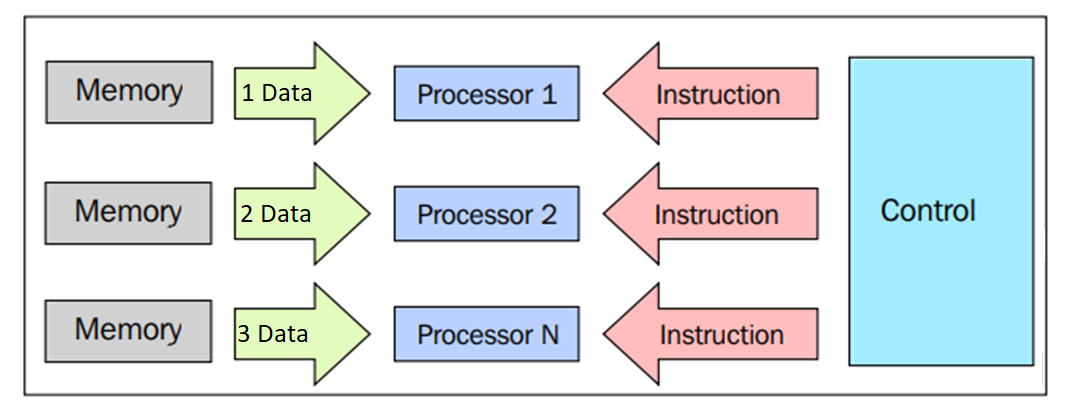 Memory 1 Data Processor 1 Instruction
Memory 2 Data Processor 2 Instruction Control
Memory 3 Data Processor N Instruction